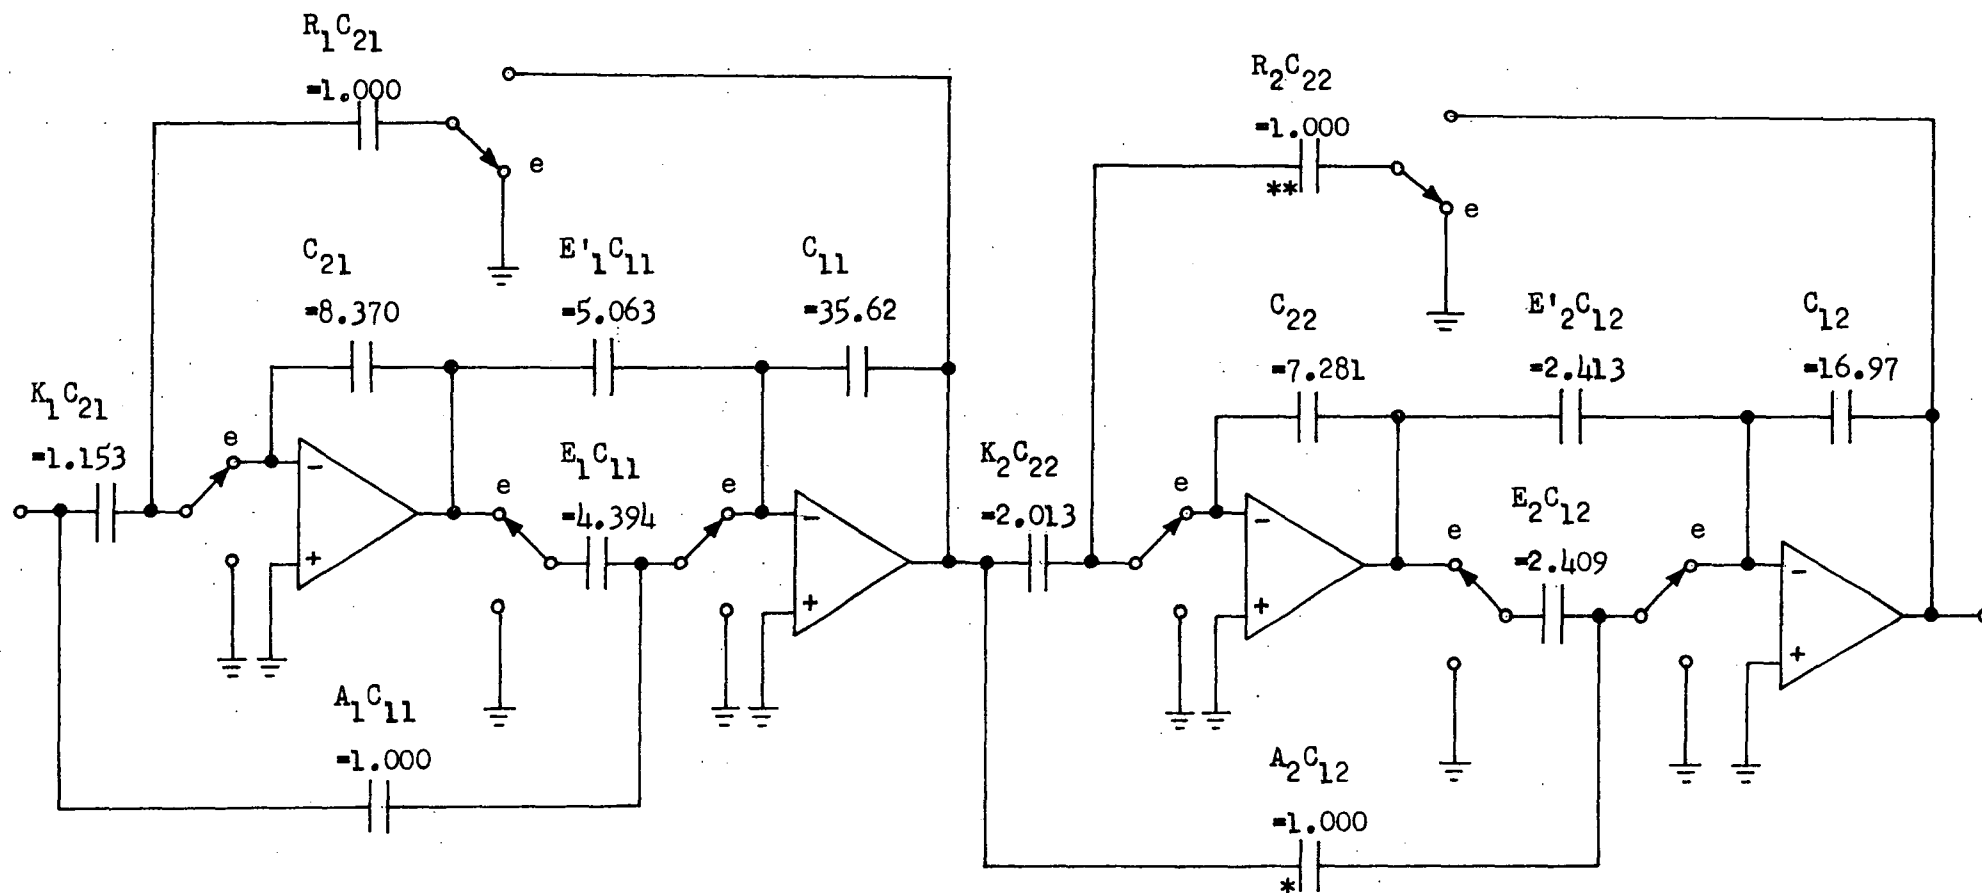 R₁C₂₁
=1.000
e
C₂₁
=8.370
E'₁C₁₁
=5.063
C₁₁
=35.62
K₁C₂₁
=1.153
e
-
+
e
E₁C₁₁
=4.394
e
-
+
A₁C₁₁
=1.000
R₂C₂₂
=1.000
**
e
C₂₂
=7.281
E'₂C₁₂
=2.413
C₁₂
=16.97
K₂C₂₂
=2.013
e
-
+
e
E₂C₁₂
=2.409
e
-
+
A₂C₁₂
=1.000
*